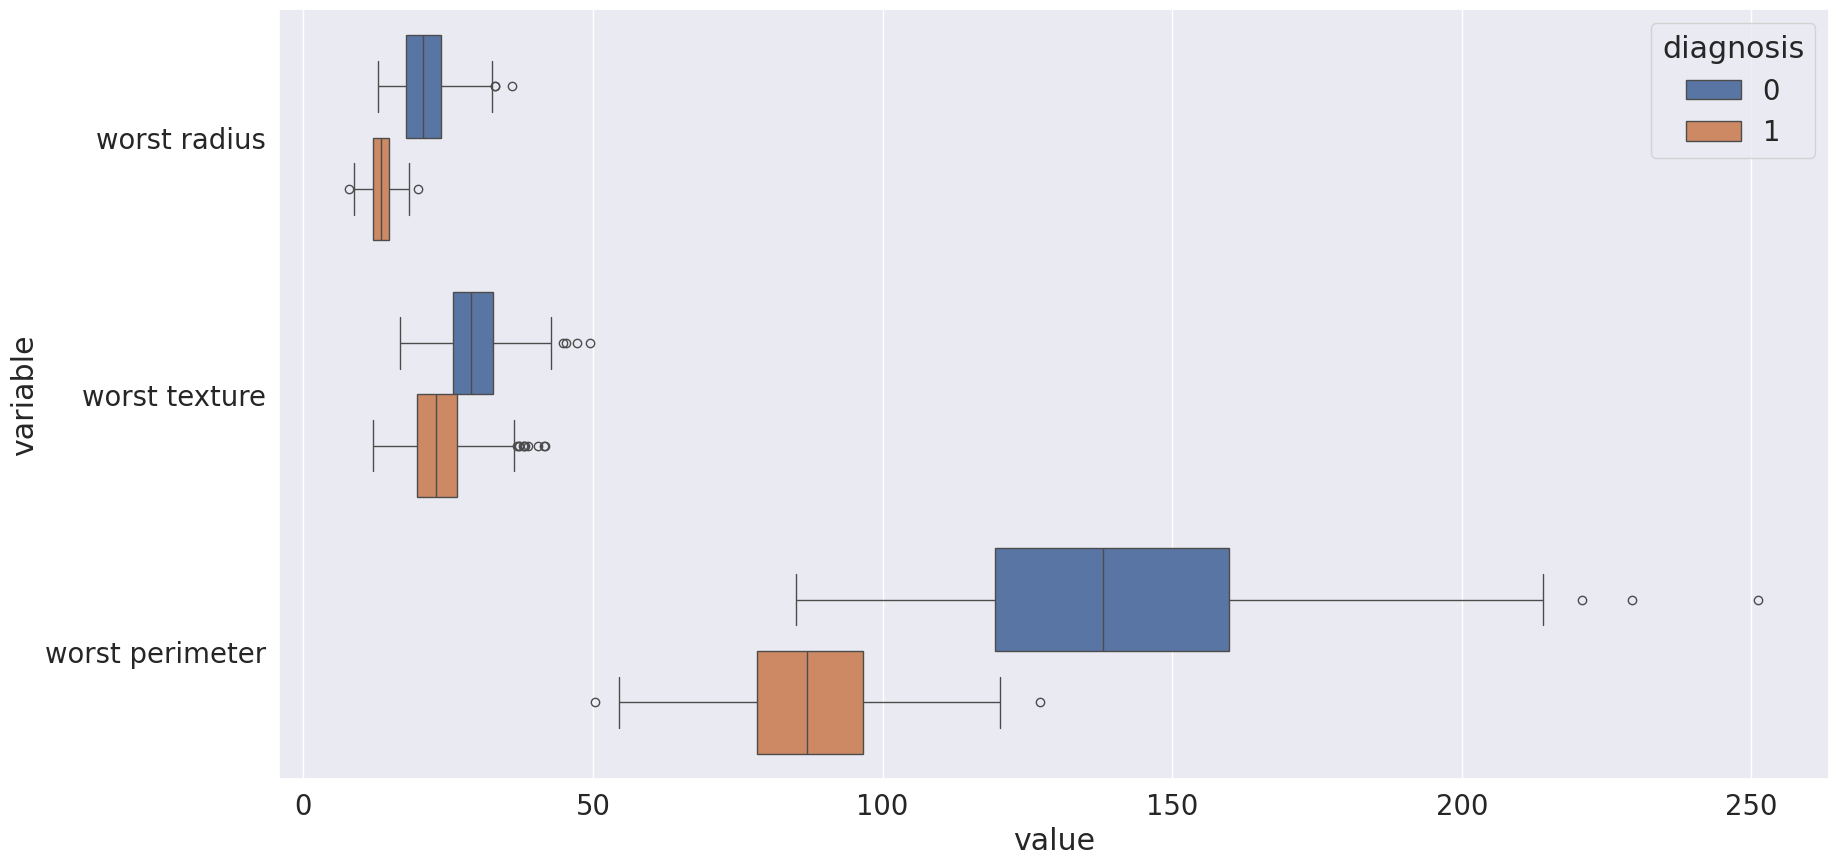 diagnosis
0
1
worst radius
worst texture
worst perimeter
variable
0 50 100 150 200 250
value